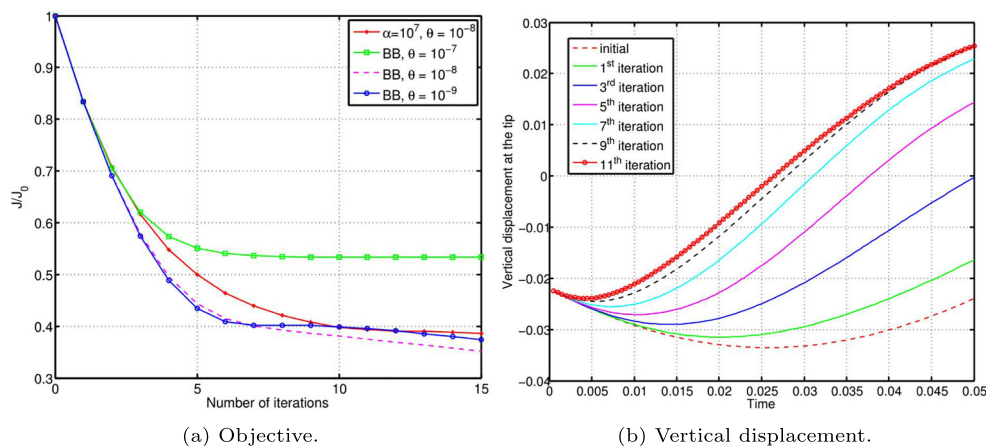 1
0.9
0.8
0.7
0.6
0.5
0.4
0.3
J/J₀
0
5
10
15
Number of iterations
α=10⁷, θ = 10⁻⁸
BB, θ = 10⁻⁷
BB, θ = 10⁻⁸
BB, θ = 10⁻⁹
(a) Objective.
0.03
0.02
0.01
0
−0.01
−0.02
−0.03
−0.04
Vertical displacement at the tip
0
0.005
0.01
0.015
0.02
0.025
0.03
0.035
0.04
0.045
0.05
Time
initial
1ˢᵗ iteration
3ʳᵈ iteration
5ᵗʰ iteration
7ᵗʰ iteration
9ᵗʰ iteration
11ᵗʰ iteration
(b) Vertical displacement.